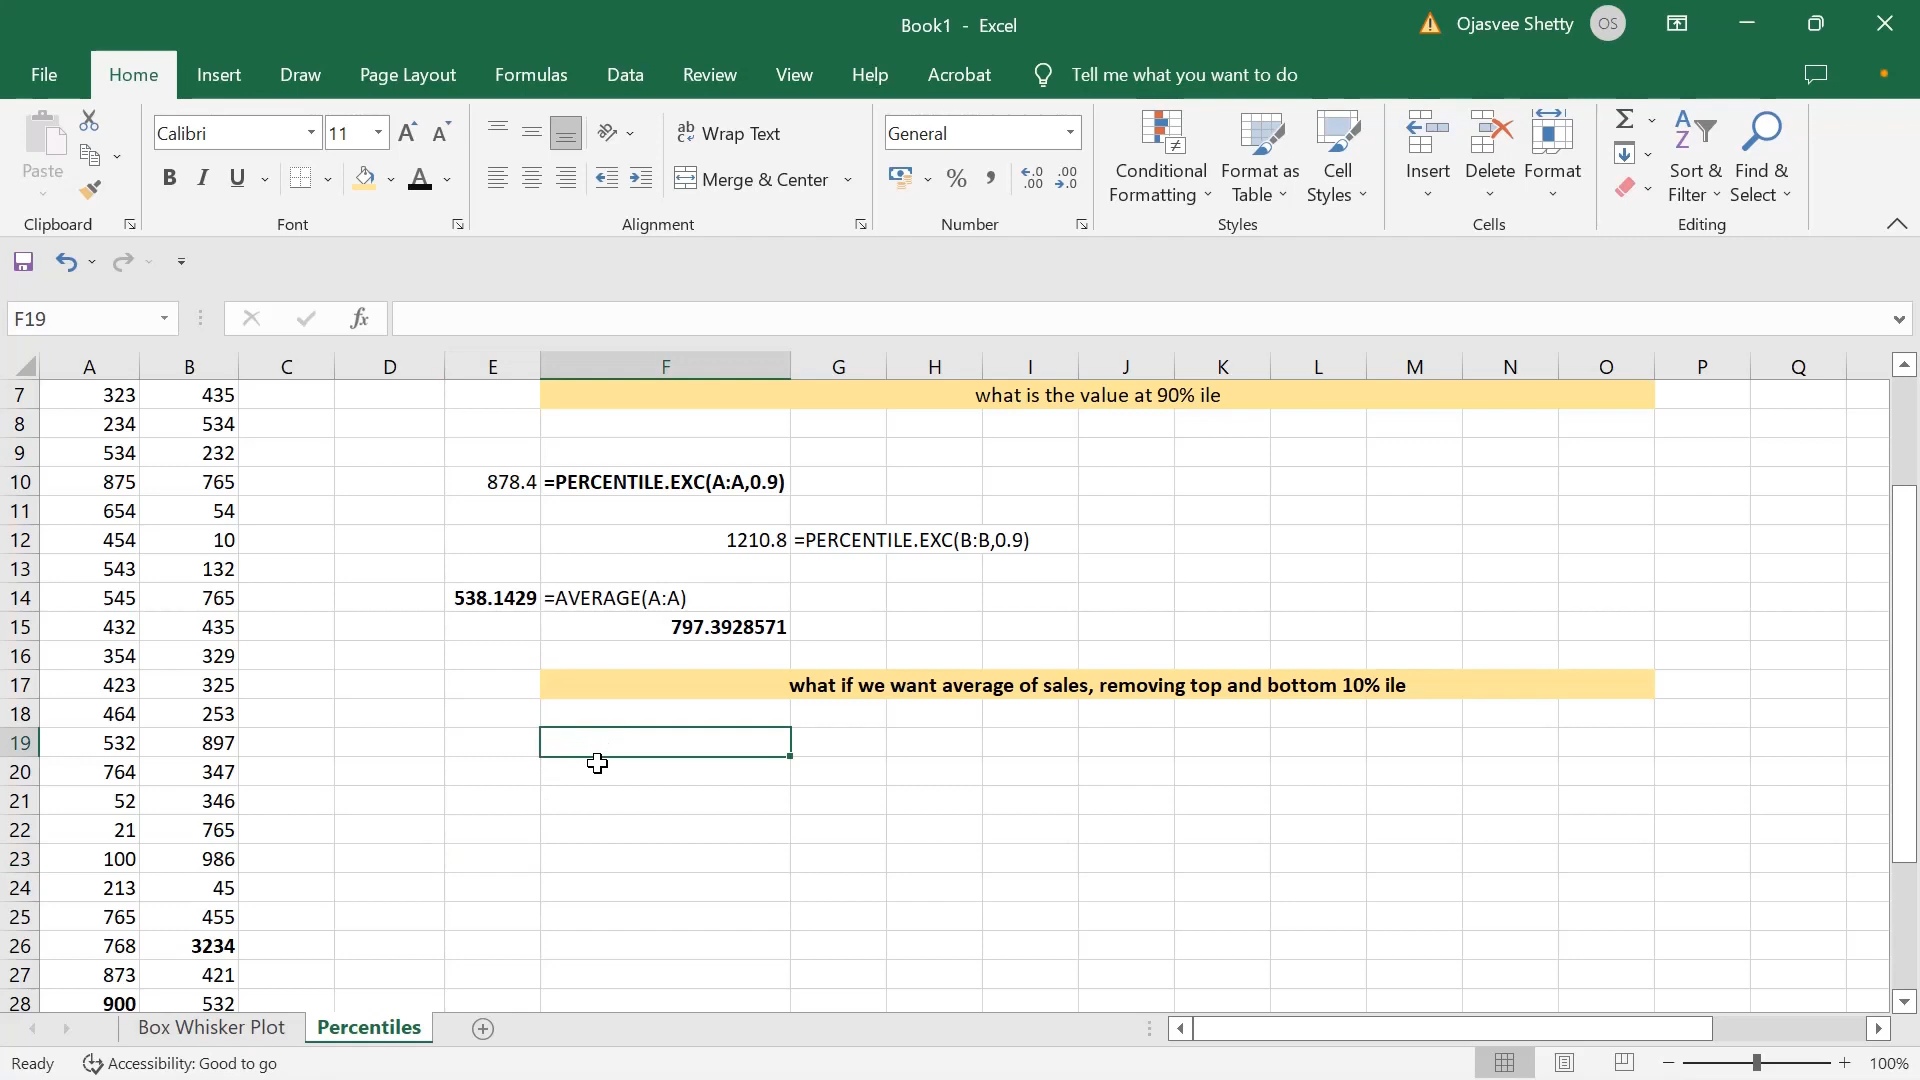 Book1 - Excel
Ojasvee Shetty OS
File Home Insert Draw Page Layout Formulas Data Review View Help Acrobat Tell me what you want to do
Paste
Clipboard
Calibri 11
B I U
Font
ab Wrap Text
Merge & Center
Alignment
General
% , .00 .00
Number
Conditional Formatting
Format as Table
Cell Styles
Styles
Insert Delete Format
Cells
Sort & Filter
Find & Select
Editing
F19 fx
A B C D E F G H I J K L M N O P Q
7 323 435 what is the value at 90% ile
8 234 534
9 534 232
10 875 765 878.4 =PERCENTILE.EXC(A:A,0.9)
11 654 54
12 454 10 1210.8 =PERCENTILE.EXC(B:B,0.9)
13 543 132
14 545 765 538.1429 =AVERAGE(A:A)
15 432 435 797.3928571
16 354 329
17 423 325 what if we want average of sales, removing top and bottom 10% ile
18 464 253
19 532 897
20 764 347
21 52 346
22 21 765
23 100 986
24 213 45
25 765 455
26 768 3234
27 873 421
28 900 532
Box Whisker Plot Percentiles
Ready Accessibility: Good to go 100%